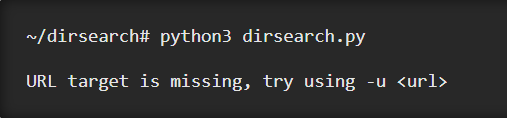 ~/dirsearch# python3 dirsearch.py
URL target is missing, try using -u <url>